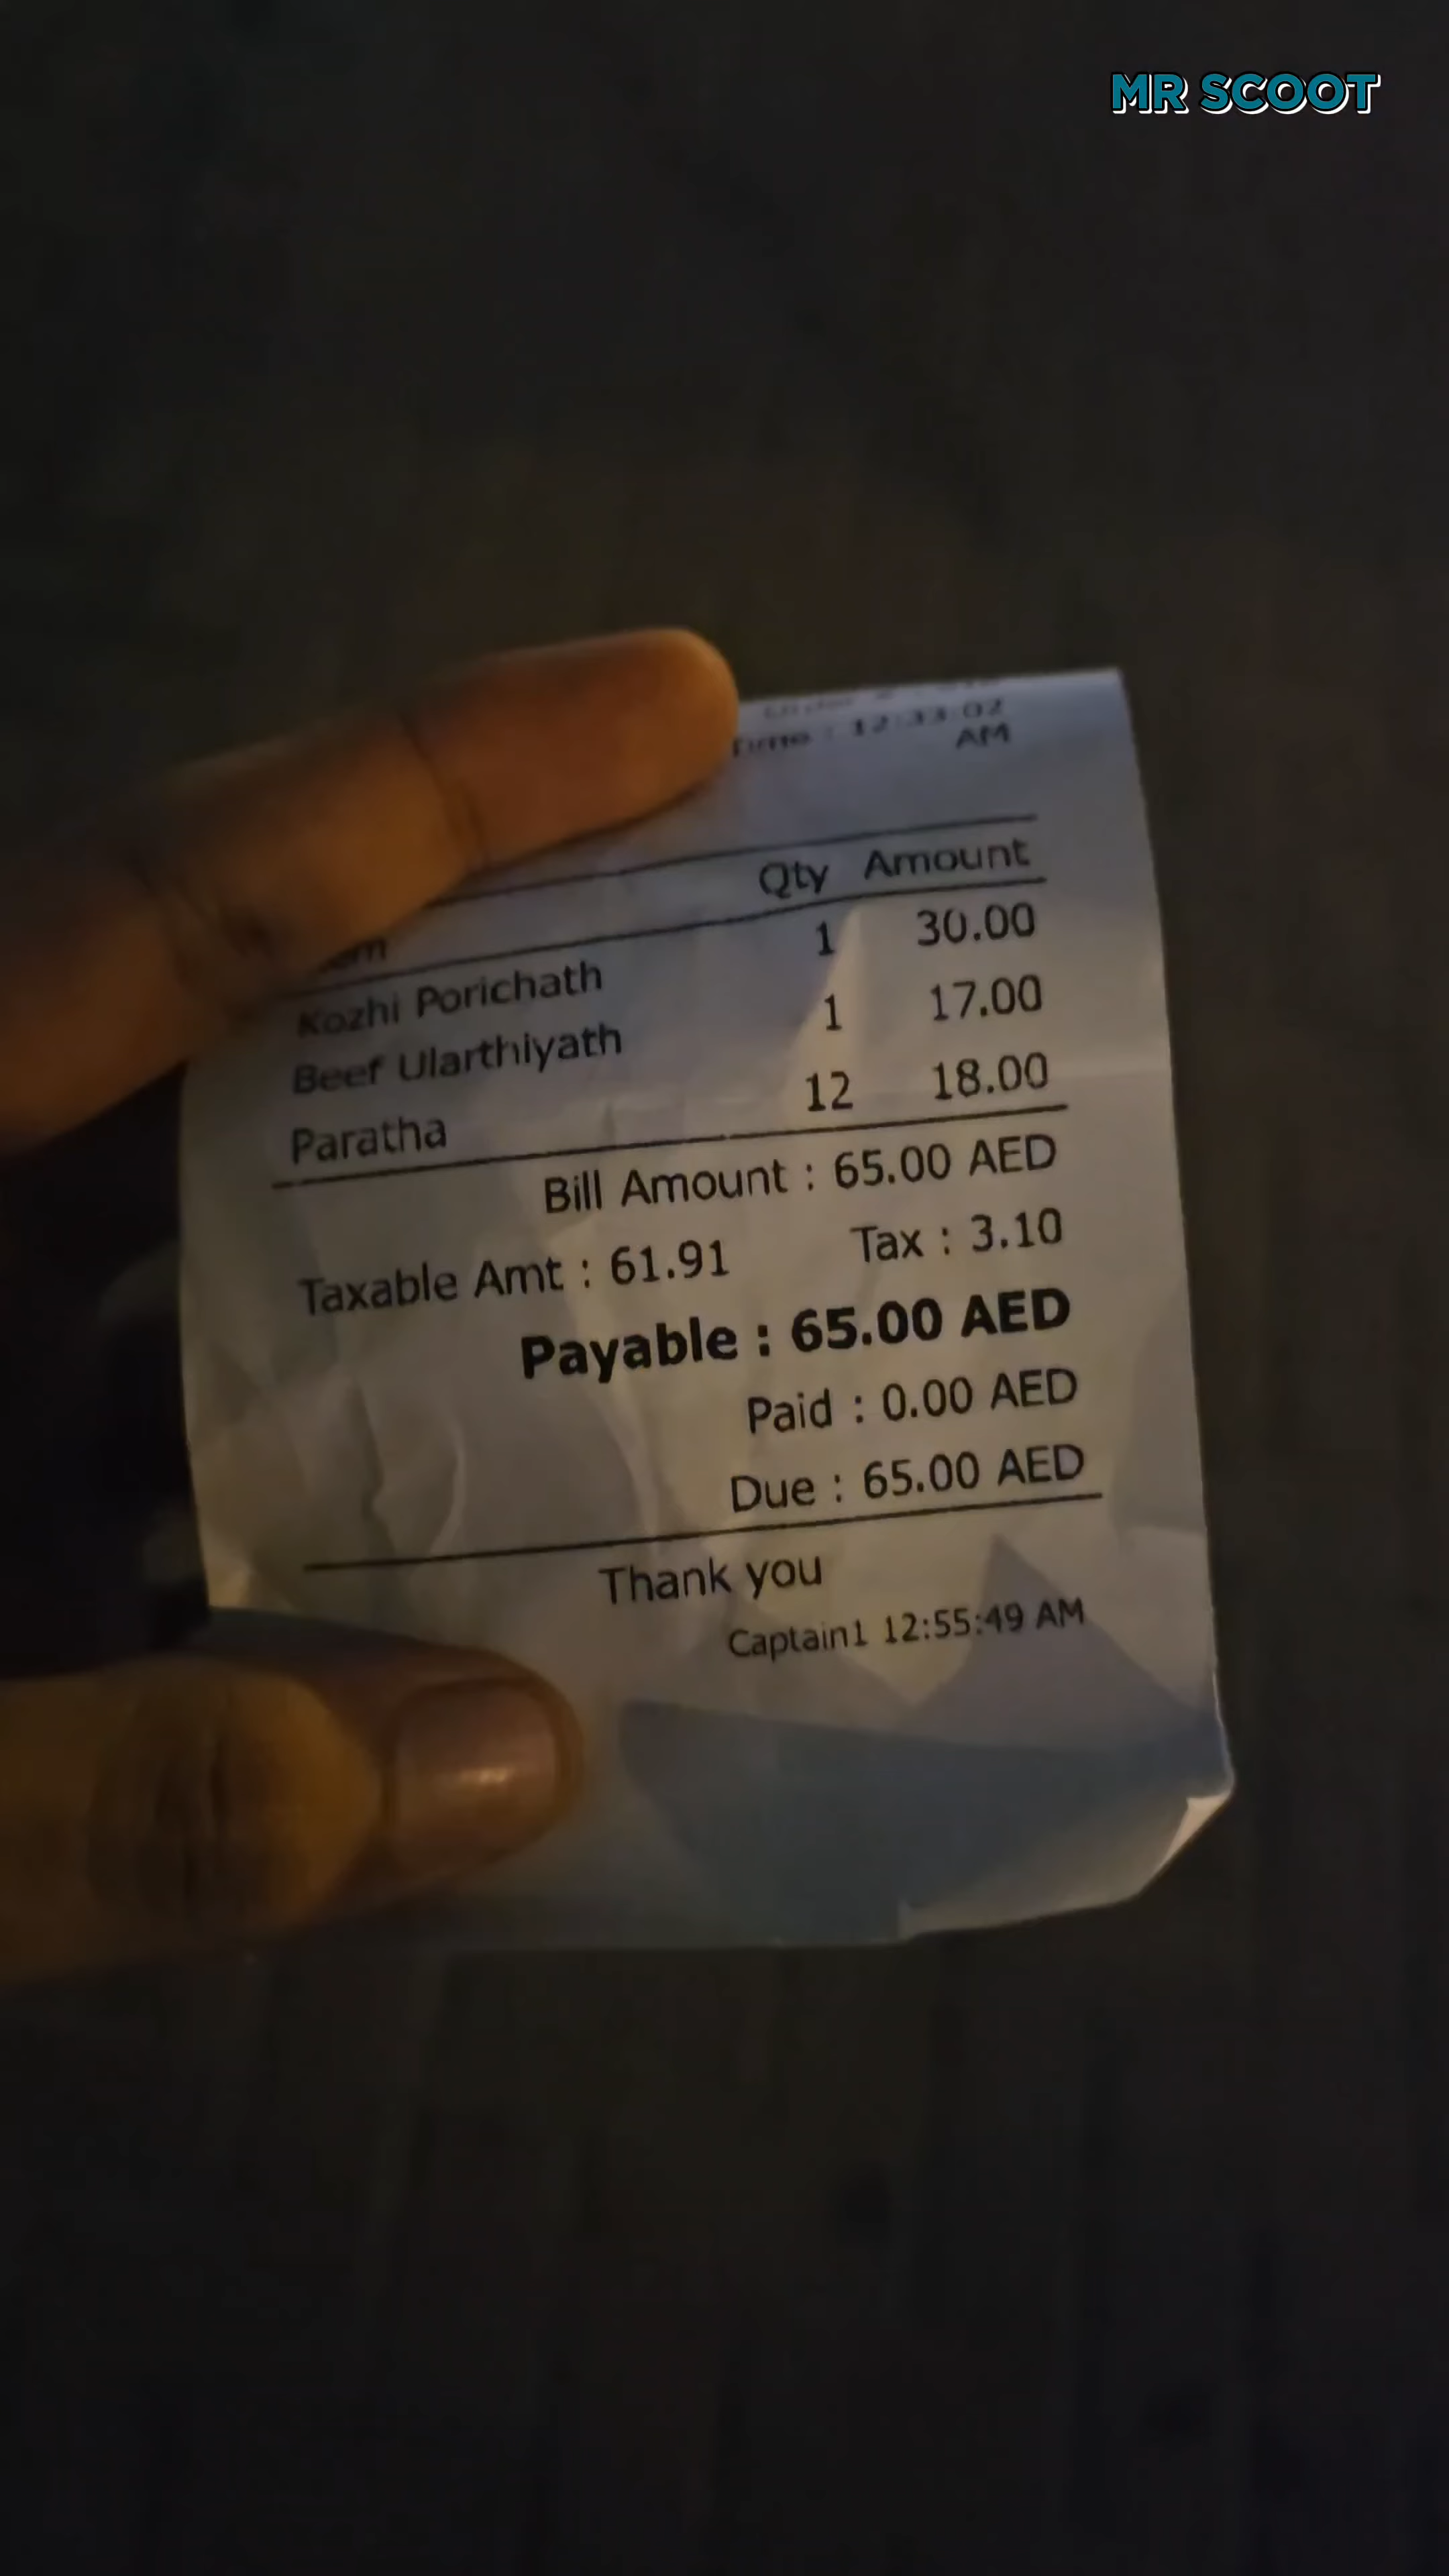 MR SCOOT
Time : 12:33:02
AM
Qty Amount
Kozhi Porichath 1 30.00
Beef Ularthiyath 1 17.00
Paratha 12 18.00
Bill Amount : 65.00 AED
Taxable Amt : 61.91 Tax : 3.10
Payable : 65.00 AED
Paid : 0.00 AED
Due : 65.00 AED
Thank you
Captain1 12:55:49 AM